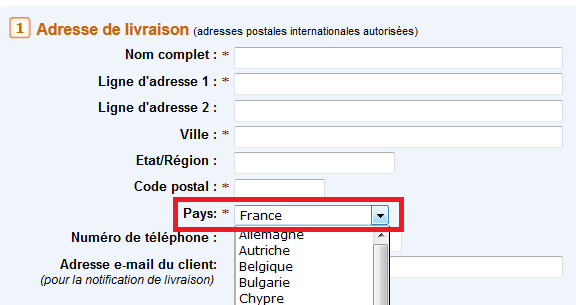 1 Adresse de livraison (adresses postales internationales autorisées)
Nom complet : *
Ligne d'adresse 1 : *
Ligne d'adresse 2 :
Ville : *
Etat/Région :
Code postal : *
Pays: * France
Allemagne
Numéro de téléphone :
Autriche
Belgique
Adresse e-mail du client:
(pour la notification de livraison)
Bulgarie
Chypre